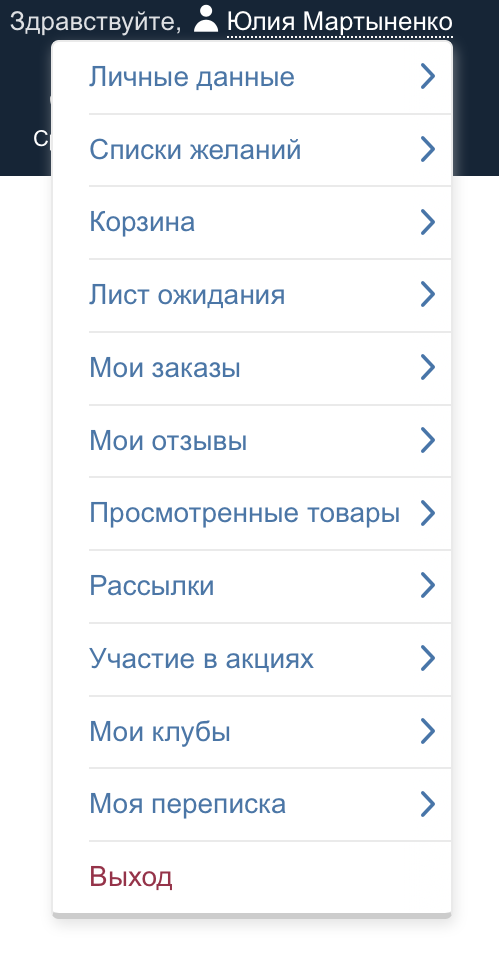 Здравствуйте, Юлия Мартыненко
Личные данные
Списки желаний
Корзина
Лист ожидания
Мои заказы
Мои отзывы
Просмотренные товары
Рассылки
Участие в акциях
Мои клубы
Моя переписка
Выход